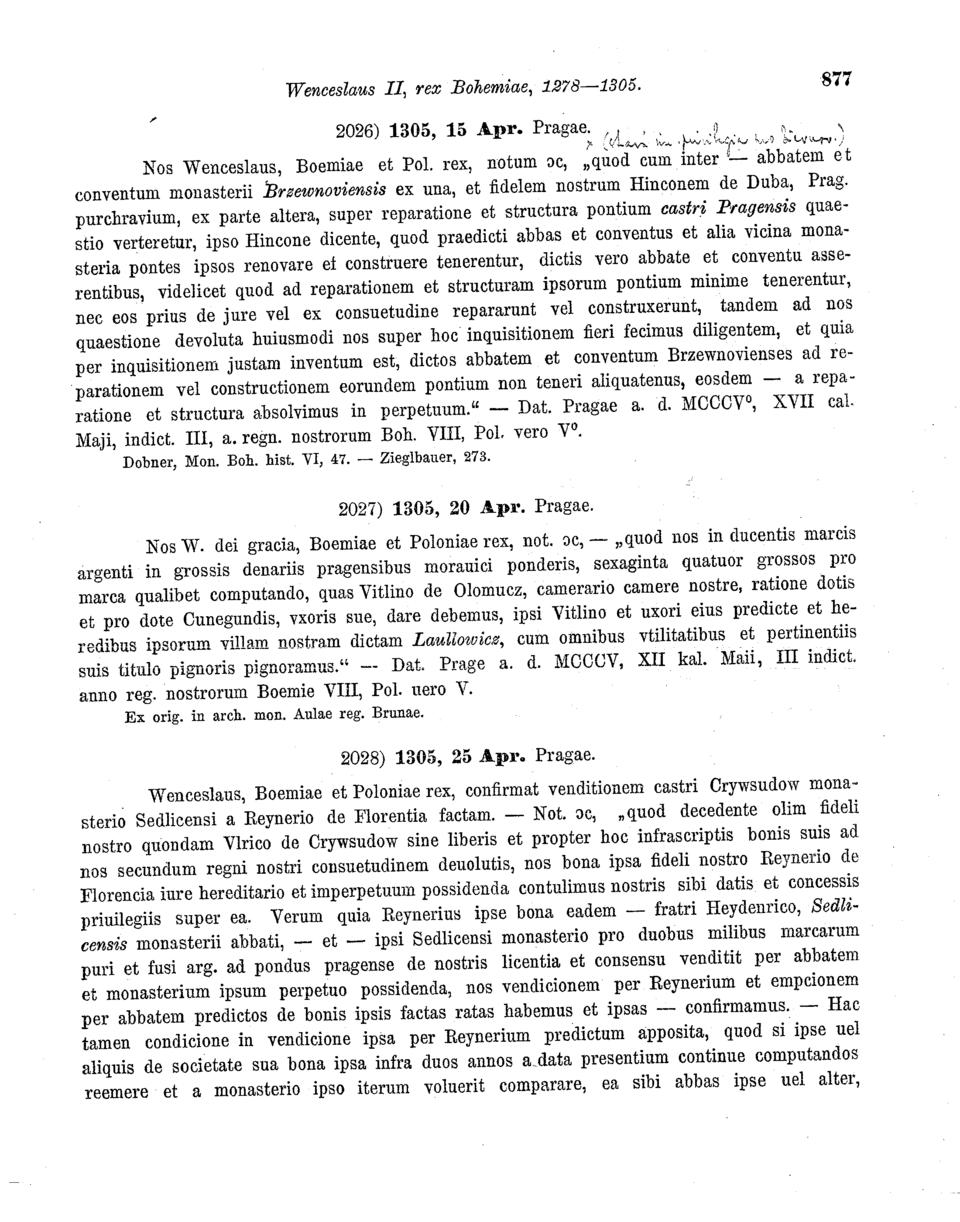 Wenceslaus II, rex Bohemiae, 1278—1305.
877
2026) 1305, 15 Apr. Pragae.
Nos Wenceslaus, Boemiae et Pol. rex, notum ɔc, „quod cum inter — abbatem et
conventum monasterii Brzewnoviensis ex una, et fidelem nostrum Hinconem de Duba, Prag.
purchravium, ex parte altera, super reparatione et structura pontium castri Pragensis quae-
stio verteretur, ipso Hincone dicente, quod praedicti abbas et conventus et alia vicina mona-
steria pontes ipsos renovare et construere tenerentur, dictis vero abbate et conventu asse-
rentibus, videlicet quod ad reparationem et structuram ipsorum pontium minime tenerentur,
nec eos prius de jure vel ex consuetudine repararunt vel construxerunt, tandem ad nos
quaestione devoluta huiusmodi nos super hoc inquisitionem fieri fecimus diligentem, et quia
per inquisitionem justam inventum est, dictos abbatem et conventum Brzewnovienses ad re-
parationem vel constructionem eorundem pontium non teneri aliquatenus, eosdem — a repa-
ratione et structura absolvimus in perpetuum.“ — Dat. Pragae a. d. MCCCV⁰, XVII cal.
Maji, indict. III, a. regn. nostrorum Boh. VIII, Pol. vero V⁰.
Dobner, Mon. Boh. hist. VI, 47. — Zieglbauer, 273.
2027) 1305, 20 Apr. Pragae.
Nos W. dei gracia, Boemiae et Poloniae rex, not. ɔc, — „quod nos in ducentis marcis
argenti in grossis denariis pragensibus morauici ponderis, sexaginta quatuor grossos pro
marca qualibet computando, quas Vitlino de Olomucz, camerario camere nostre, ratione dotis
et pro dote Cunegundis, vxoris sue, dare debemus, ipsi Vitlino et uxori eius predicte et he-
redibus ipsorum villam nostram dictam Laullowicz, cum omnibus vtilitatibus et pertinentiis
suis titulo pignoris pignoramus.“ — Dat. Prage a. d. MCCCV, XII kal. Maii, III indict.
anno reg. nostrorum Boemie VIII, Pol. uero V.
Ex orig. in arch. mon. Aulae reg. Brunae.
2028) 1305, 25 Apr. Pragae.
Wenceslaus, Boemiae et Poloniae rex, confirmat venditionem castri Crywsudow mona-
sterio Sedlicensi a Reynerio de Florentia factam. — Not. ɔc, „quod decedente olim fideli
nostro quondam Vlrico de Crywsudow sine liberis et propter hoc infrascriptis bonis suis ad
nos secundum regni nostri consuetudinem deuolutis, nos bona ipsa fideli nostro Reynerio de
Florencia iure hereditario et imperpetuum possidenda contulimus nostris sibi datis et concessis
priuilegiis super ea. Verum quia Reynerius ipse bona eadem — fratri Heydenrico, Sedli-
censis monasterii abbati, — et — ipsi Sedlicensi monasterio pro duobus milibus marcarum
puri et fusi arg. ad pondus pragense de nostris licentia et consensu venditit per abbatem
et monasterium ipsum perpetuo possidenda, nos vendicionem per Reynerium et empcionem
per abbatem predictos de bonis ipsis factas ratas habemus et ipsas — confirmamus. — Hac
tamen condicione in vendicione ipsa per Reynerium predictum apposita, quod si ipse uel
aliquis de societate sua bona ipsa infra duos annos a data presentium continue computandos
reemere et a monasterio ipso iterum voluerit comparare, ea sibi abbas ipse uel alter,